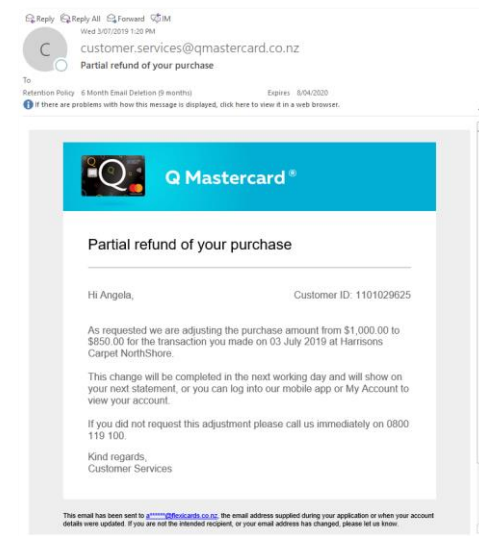 Reply Reply All Forward IM
Wed 3/07/2019 1:20 PM
C
customer.services@qmastercard.co.nz
Partial refund of your purchase
To
Retention Policy 6 Month Email Deletion (9 months) Expires 8/04/2020
If there are problems with how this message is displayed, click here to view it in a web browser.
Q
Q Mastercard®
Partial refund of your purchase
Hi Angela, Customer ID: 1101029625
As requested we are adjusting the purchase amount from $1,000.00 to
$850.00 for the transaction you made on 03 July 2019 at Harrisons
Carpet NorthShore.
This change will be completed in the next working day and will show on
your next statement, or you can log into our mobile app or My Account to
view your account.
If you did not request this adjustment please call us immediately on 0800
119 100.
Kind regards,
Customer Services
This email has been sent to a******@flexicards.co.nz, the email address supplied during your application or when your account
details were updated. If you are not the intended recipient, or your email address has changed, please let us know.